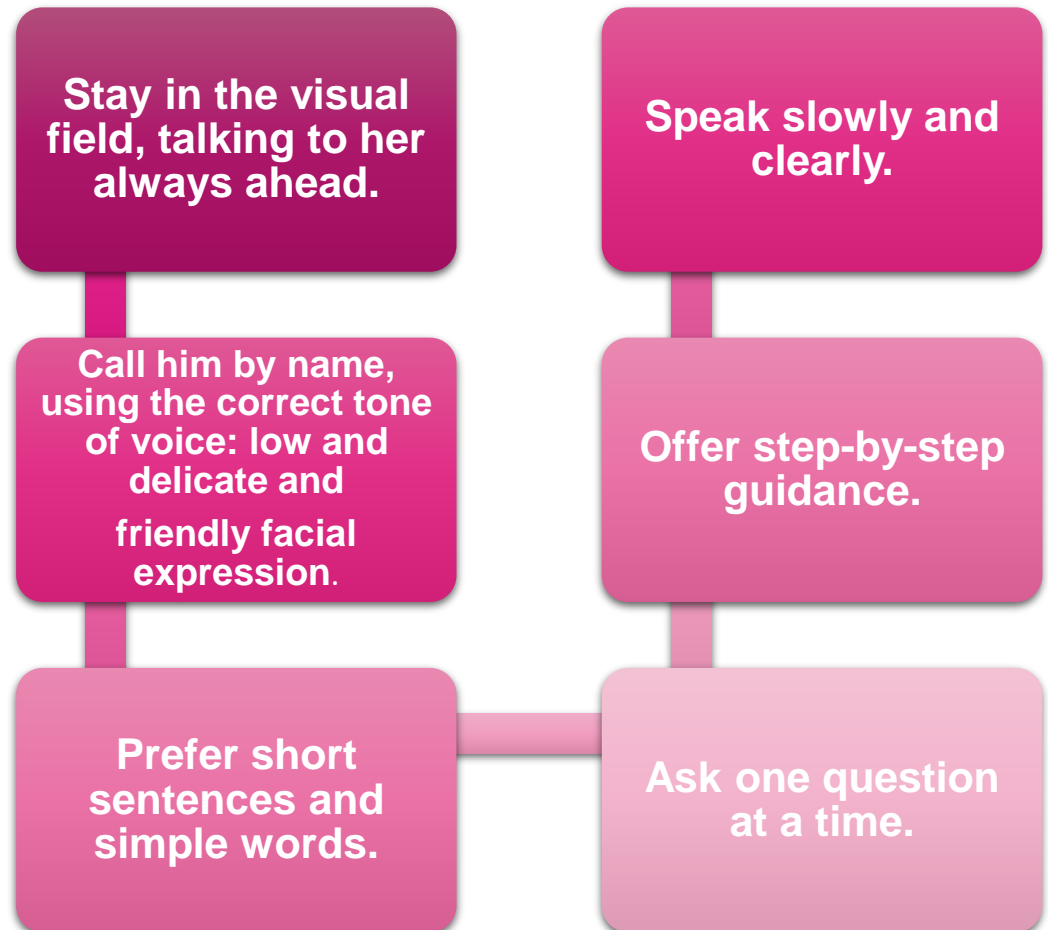 Stay in the visual
field, talking to her
always ahead.
Call him by name,
using the correct tone
of voice: low and
delicate and
friendly facial
expression.
Prefer short
sentences and
simple words.
Ask one question
at a time.
Offer step-by-step
guidance.
Speak slowly and
clearly.